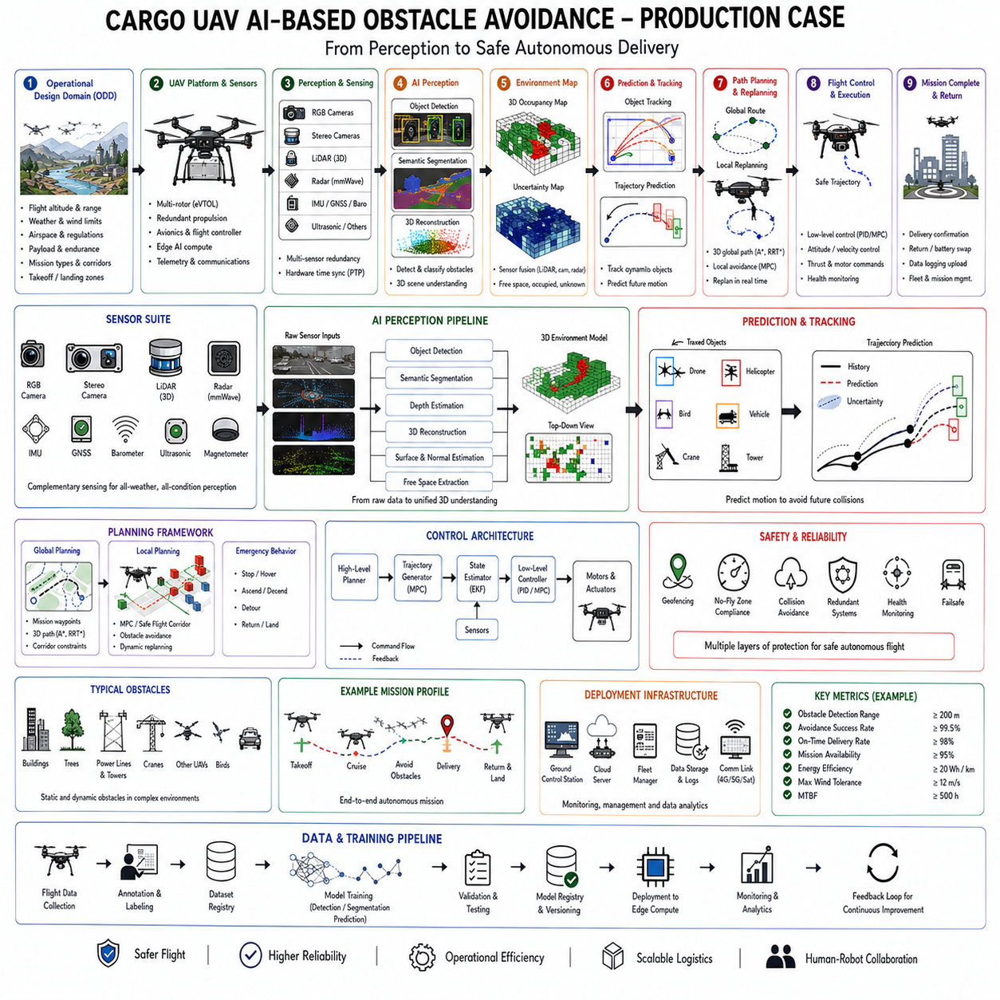 CARGO UAV AI-BASED OBSTACLE AVOIDANCE – PRODUCTION CASE
From Perception to Safe Autonomous Delivery
1 Operational
Design Domain (ODD)
• Flight altitude & range
• Weather & wind limits
• Airspace & regulations
• Payload & endurance
• Mission types & corridors
• Takeoff / landing zones
2 UAV Platform & Sensors
• Multi-rotor (eVTOL)
• Redundant propulsion
• Avionics & flight controller
• Edge AI compute
• Telemetry & communications
3 Perception & Sensing
RGB Cameras
Stereo Cameras
LiDAR (3D)
Radar (mmWave)
IMU / GNSS / Baro
Ultrasonic / Others
• Multi-sensor redundancy
• Hardware time sync (PTP)
4 AI Perception
Object Detection
Semantic Segmentation
3D Reconstruction
• Detect & classify obstacles
• 3D scene understanding
5 Environment Map
3D Occupancy Map
Uncertainty Map
• Sensor fusion (LiDAR, cam, radar)
• Free space, occupied, unknown
6 Prediction & Tracking
Object Tracking
Trajectory Prediction
• Track qynamlo objects
• Predict future motion
7 Path Planning
& Replanning
Global Route
Local Replanning
• 3D global path (A*, RRT*)
• Local avoidance (MPC)
• Replan in real time
8 Flight Control
& Execution
Safe Trajectory
• Low-level control (PID/MPC)
• Attitude / velocity control
• Thrust & motor commands
• Health monitoring
9 Mission Complete
& Return
• Delivery confirmation
• Return / battery swap
• Data logging upload
• Fleet & mission mgmt.
SENSOR SUITE
RGB
Camera
Stereo
Camera
LiDAR
(3D)
Radar
(mmWave)
IMU
GNSS
Barometer
Ultrasonic
Magnetometer
Complementary sensing for all-weather, all-condition perception
AI PERCEPTION PIPELINE
Raw Sensor Inputs
Object Detection
Semantic Segmentation
Depth Estimation
3D Reconstruction
Surface & Normal Estimation
Free Space Extraction
3D Environment Model
Top-Down View
From raw data to unified 3D understanding
PREDICTION & TRACKING
Traxed Objects
Drone
Helicopter
Bird
Vehicle
Crane
Tower
Trajjectory Prediction
History
Prediction
Uncertainty
Predict motion to avoid future collisions
PLANNING FRAMEWORK
Global Planning
• Mission waypoints
• 3D path (A*, RRT*)
• Corridor constraints
Local Planning
• MPC / Safe Flight Corridor
• Obstacle avoidance
• Dynamic replanning
Emergency Behavior
• Stop / Hover
• Ascend / Decend
• Detour
• Return / Land
CONTROL ARCHITECTURE
High-Level
Planner
Trajectory
Generator
(MPC)
State
Estimator
(EKF)
Low-Level
Controller
(PID / MPC)
Motors &
Actuators
Sensors
Command Flow
Feedback
SAFETY & RELIABILITY
Geofencing
No-Fly Zone
Compliance
Collision
Avoidance
Redundant
Systems
Health
Monitoring
Failsafe
Multiple layers of protection for safe autonomous flight
TYPICAL OBSTACLES
Buildings
Trees
Power Lines
& Towers
Cranes
Other UAVs
Birds
Static and dynamic obstacles in complex environments
EXAMPLE MISSION PROFILE
Takeoff
Cruise
Avoid
Obstacles
Delivery
Return &
Land
End-to-end autonomous mission
DEPLOYMENT INFRASTRUCTURE
Ground
Control Station
Cloud
Server
Fleet
Manager
Data Storage
& Logs
Comm Link
(4G/5G/Sat)
Monitoring, management and data analytics
KEY METRICS (EXAMPLE)
Obstacle Detection Range ≥ 200 m
Avoidance Success Rate ≥ 99.5%
On-Time Delivery Rate ≥ 98%
Mission Availability ≥ 95%
Energy Efficiency ≥ 20 Wh / km
Max Wind Tolerance ≥ 12 m/s
MTBF ≥ 500 h
DATA & TRAINING PIPELINE
Flight Data
Collection
Annotation &
Labeling
Dataset
Registry
Model Training
(Detection / Segmentation
Prediction)
Validation &
Testing
Model Registry
& Versioning
Deployment to
Edge Compute
Monitoring &
Analytics
Feedback Loop for
Continuous Improvement
Safer Flight
Higher Reliability
Operational Efficiency
Scalable Logistics
Human-Robot Collaboration